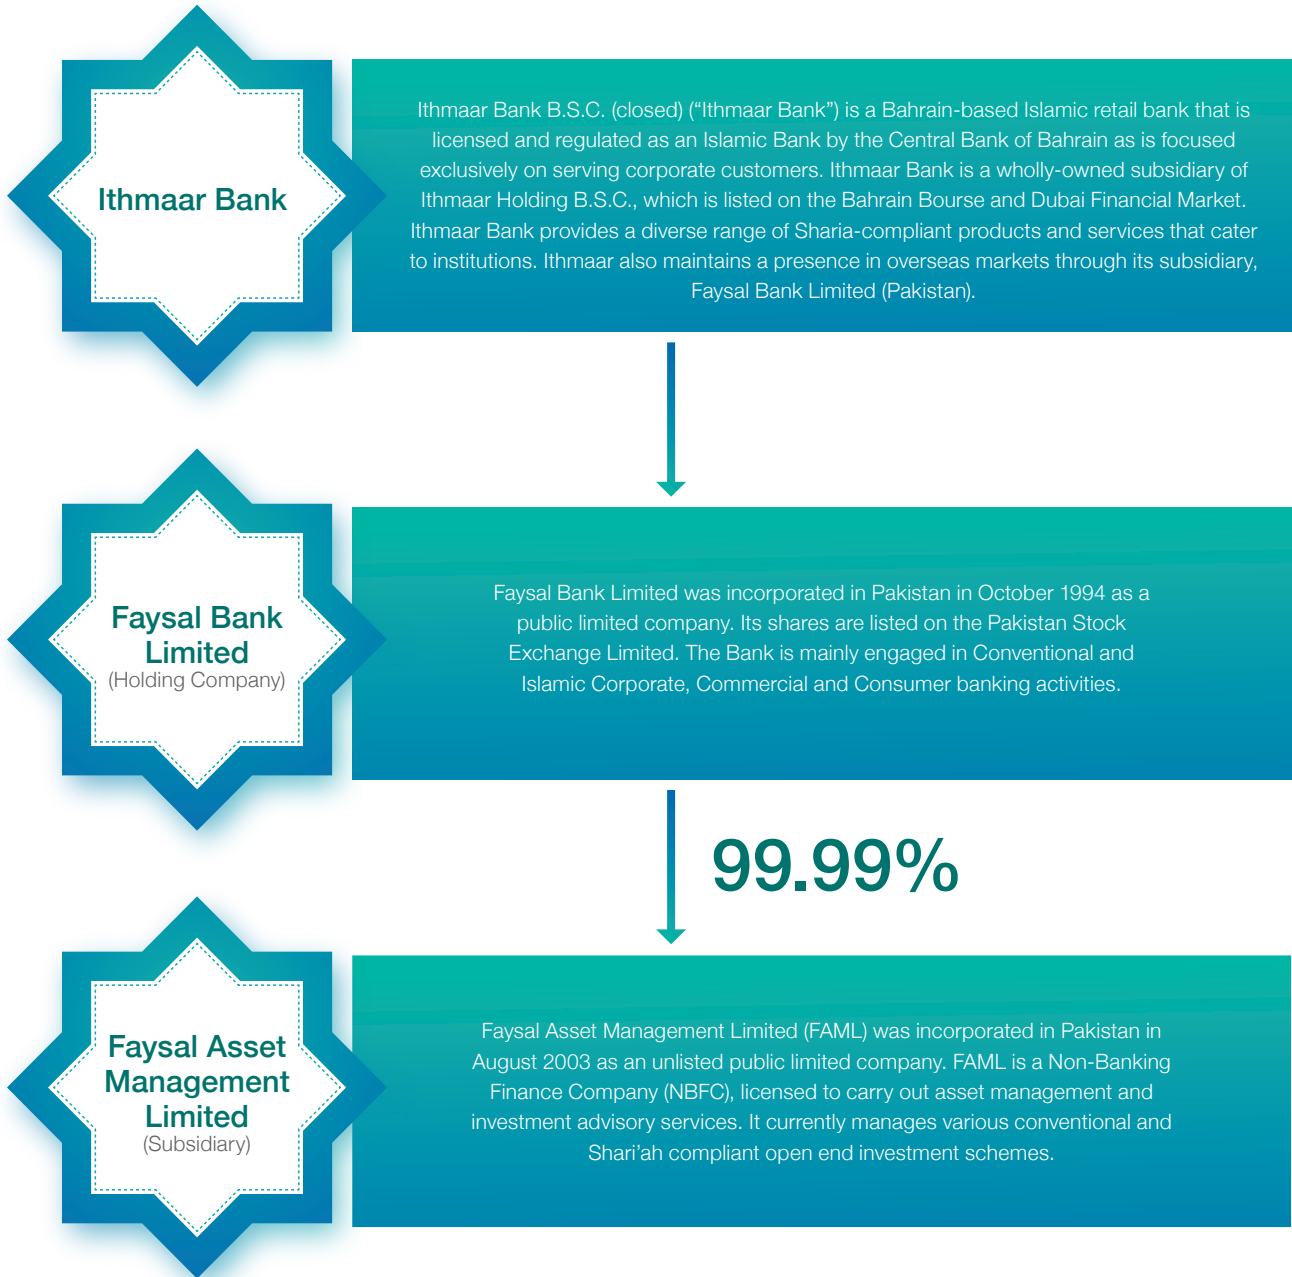 Ithmaar Bank
Ithmaar Bank B.S.C. (closed) (“Ithmaar Bank”) is a Bahrain-based Islamic retail bank that is
licensed and regulated as an Islamic Bank by the Central Bank of Bahrain as is focused
exclusively on serving corporate customers. Ithmaar Bank is a wholly-owned subsidiary of
Ithmaar Holding B.S.C., which is listed on the Bahrain Bourse and Dubai Financial Market.
Ithmaar Bank provides a diverse range of Sharia-compliant products and services that cater
to institutions. Ithmaar also maintains a presence in overseas markets through its subsidiary,
Faysal Bank Limited (Pakistan).
Faysal Bank
Limited
(Holding Company)
Faysal Bank Limited was incorporated in Pakistan in October 1994 as a
public limited company. Its shares are listed on the Pakistan Stock
Exchange Limited. The Bank is mainly engaged in Conventional and
Islamic Corporate, Commercial and Consumer banking activities.
99.99%
Faysal Asset
Management
Limited
(Subsidiary)
Faysal Asset Management Limited (FAML) was incorporated in Pakistan in
August 2003 as an unlisted public limited company. FAML is a Non-Banking
Finance Company (NBFC), licensed to carry out asset management and
investment advisory services. It currently manages various conventional and
Shari’ah compliant open end investment schemes.